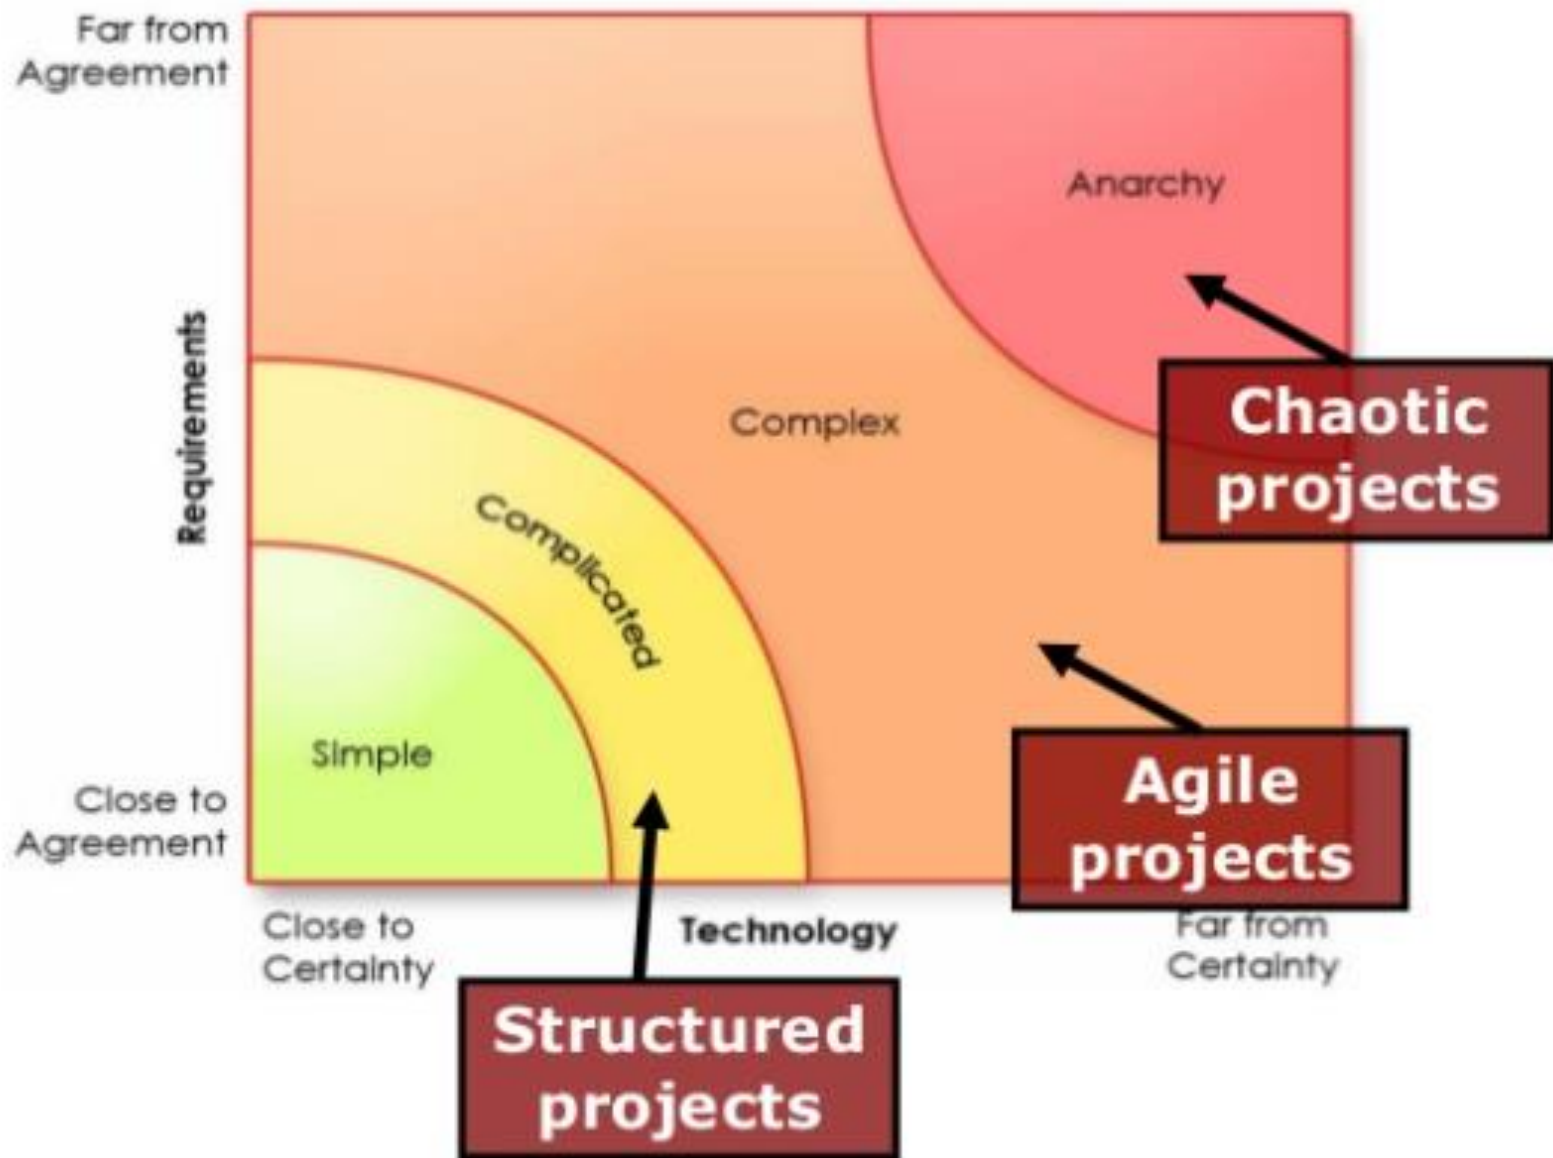 Far from
Agreement
Anarchy
Requirements
Chaotic
projects
Complex
Complicated
Simple
Agile
projects
Close to
Agreement
Close to
Certainty
Technology
Far from
Certainty
Structured
projects